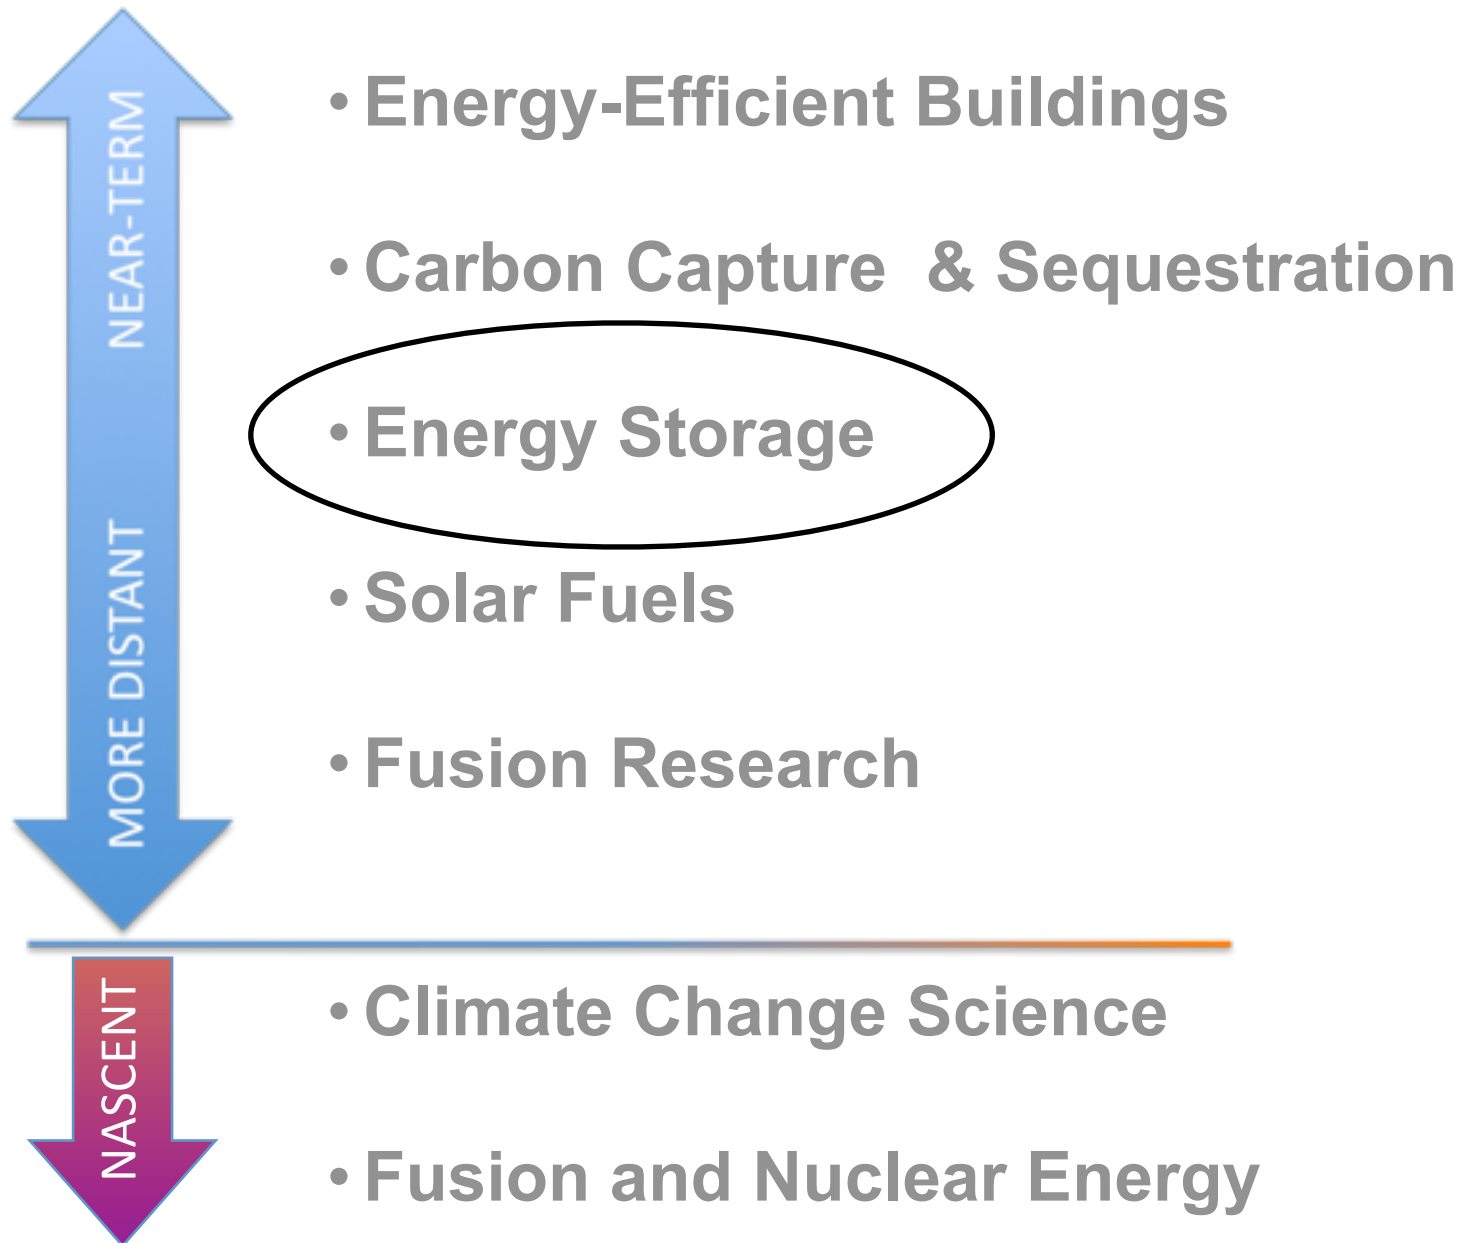 NEAR-TERM
MORE DISTANT
• Energy-Efficient Buildings
• Carbon Capture  & Sequestration
• Energy Storage
• Solar Fuels
• Fusion Research
NASCENT
• Climate Change Science
• Fusion and Nuclear Energy